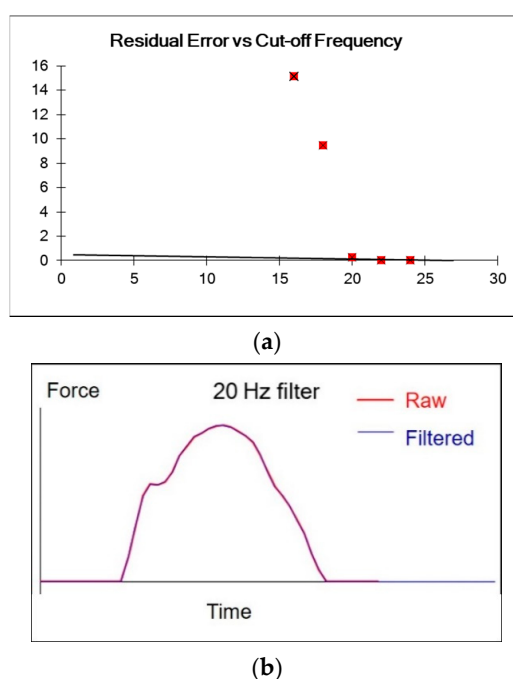 Residual Error vs Cut-off Frequency
16
14
12
10
8
6
4
2
0
0 5 10 15 20 25 30
(a)
Force 20 Hz filter Raw
Filtered
Time
(b)